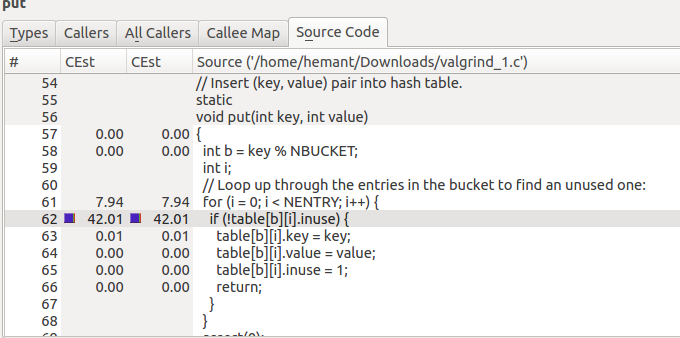 put
Types Callers All Callers Callee Map Source Code
# CEst CEst Source ('/home/hemant/Downloads/valgrind_1.c')
54 // Insert (key, value) pair into hash table.
55 static
56 void put(int key, int value)
57 0.00 0.00 {
58 0.00 0.00 int b = key % NBUCKET;
59 int i;
60 // Loop up through the entries in the bucket to find an unused one:
61 7.94 7.94 for (i = 0; i < NENTRY; i++) {
62 42.01 42.01 if (!table[b][i].inuse) {
63 0.01 0.01 table[b][i].key = key;
64 0.00 0.00 table[b][i].value = value;
65 0.00 0.00 table[b][i].inuse = 1;
66 0.00 0.00 return;
67 }
68 }